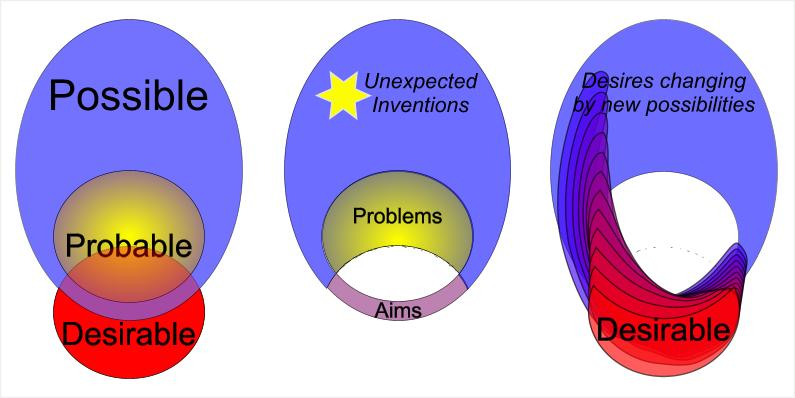 Possible
Probable
Desirable
Unexpected
Inventions
Problems
Aims
Desires changing
by new possibilities
Desirable